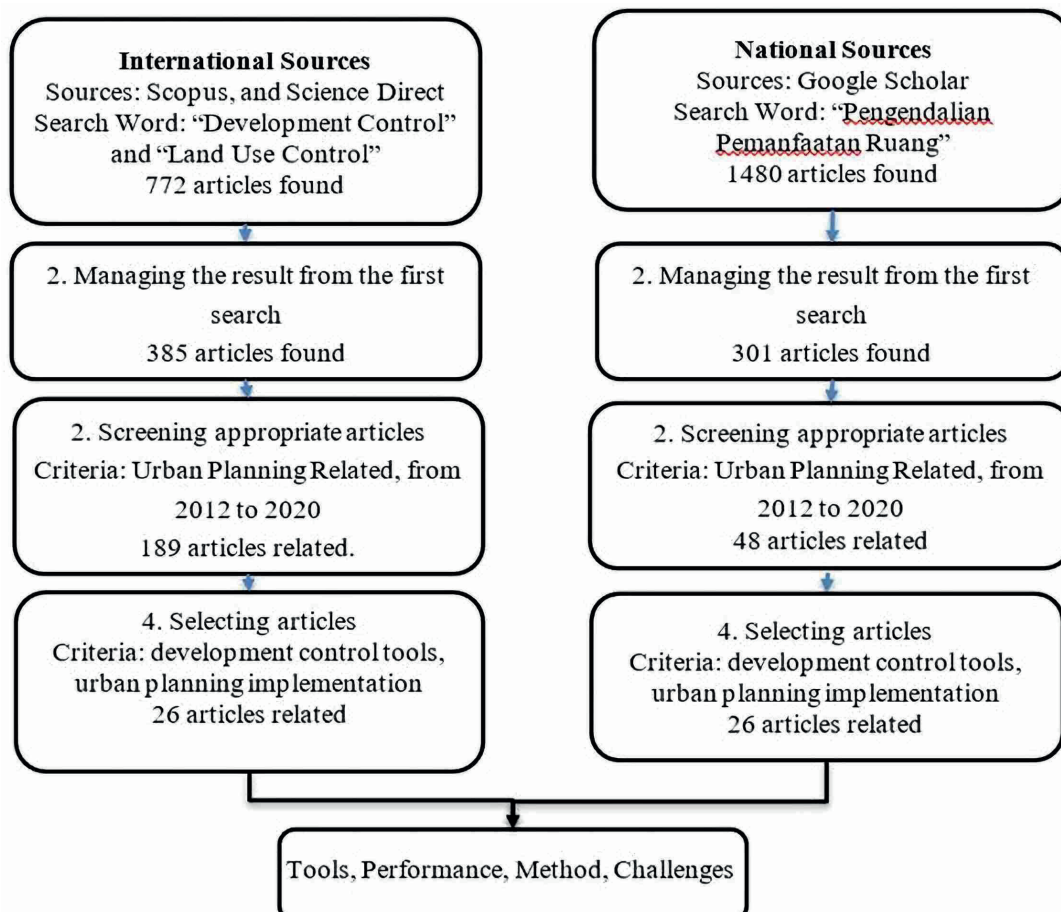 International Sources
Sources: Scopus, and Science Direct
Search Word: “Development Control”
and “Land Use Control”
772 articles found
2. Managing the result from the first
search
385 articles found
2. Screening appropriate articles
Criteria: Urban Planning Related, from
2012 to 2020
189 articles related.
4. Selecting articles
Criteria: development control tools,
urban planning implementation
26 articles related
National Sources
Sources: Google Scholar
Search Word: “Pengendalian
Pemanfaatan Ruang”
1480 articles found
2. Managing the result from the first
search
301 articles found
2. Screening appropriate articles
Criteria: Urban Planning Related, from
2012 to 2020
48 articles related
4. Selecting articles
Criteria: development control tools,
urban planning implementation
26 articles related
Tools, Performance, Method, Challenges